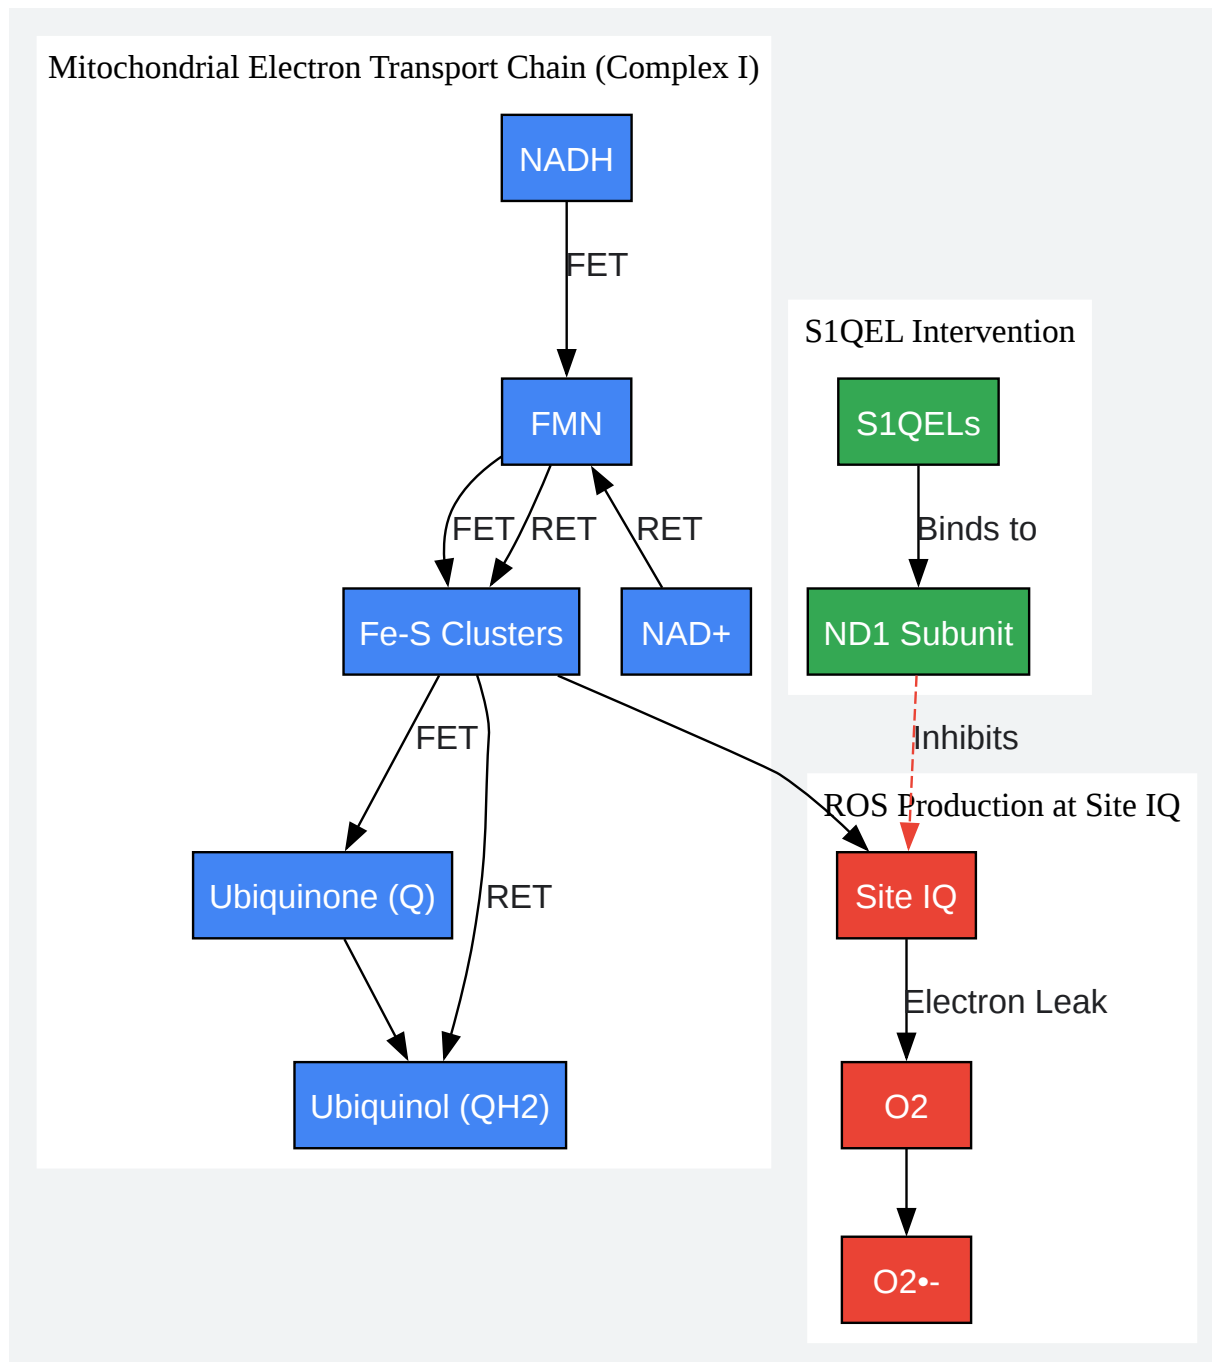 Mitochondrial Electron Transport Chain (Complex I)
NADH
FET
S1QEL Intervention
FMN
S1QELs
FET
RET
RET
Binds to
Fe-S Clusters
NAD+
ND1 Subunit
FET
Inhibits
ROS Production at Site IQ
Ubiquinone (Q)
RET
Site IQ
Electron Leak
Ubiquinol (QH2)
O2
O2•-